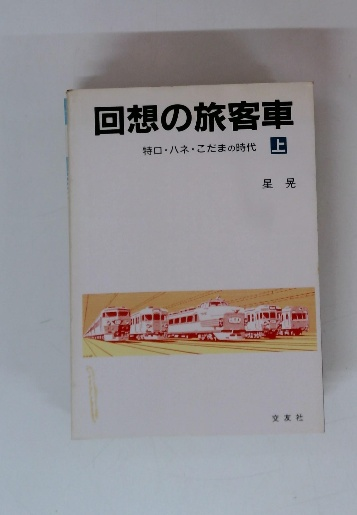 回想の旅客車
特ロ・ハネ・こだまの時代 上
星 晃
交友社